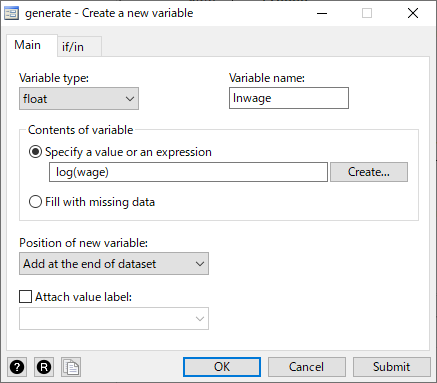 generate - Create a new variable
Main
if/in
Variable type:
Variable name:
float
lnwage
Contents of variable
Specify a value or an expression
log(wage)
Create...
Fill with missing data
Position of new variable:
Add at the end of dataset
Attach value label:
?
R
OK
Cancel
Submit